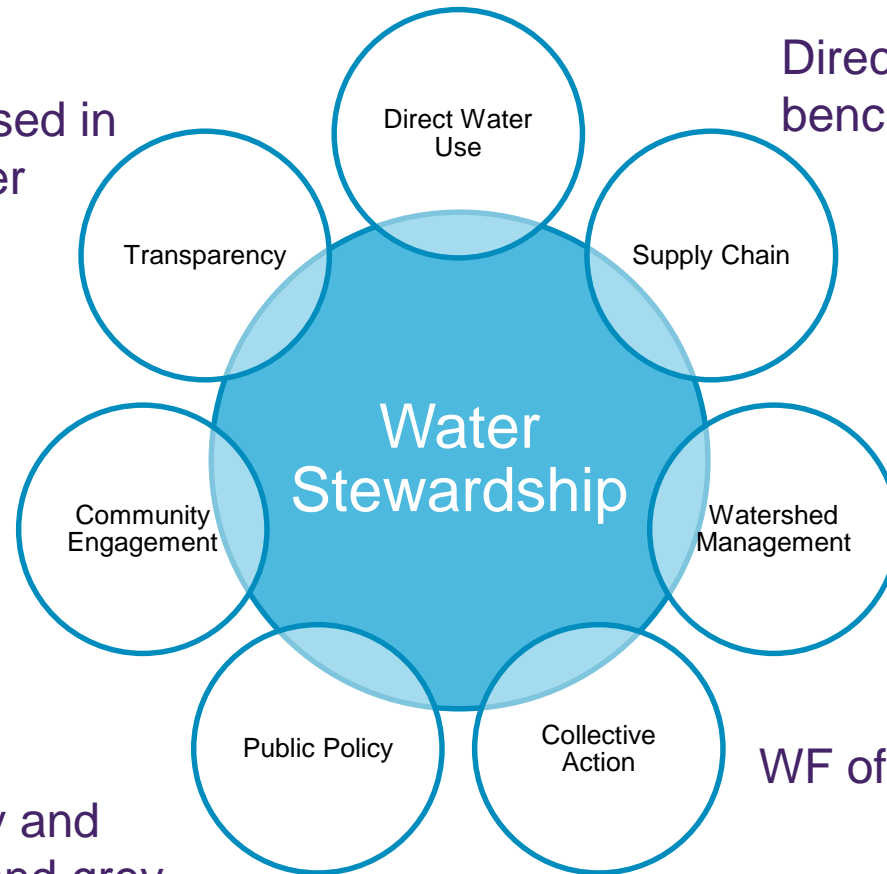 Direct Water
Use
sed in
er
benc
Transparency
Supply Chain
Water
Stewardship
Community
Engagement
Watershed
Management
Public Policy
Collective
Action
WF of
and